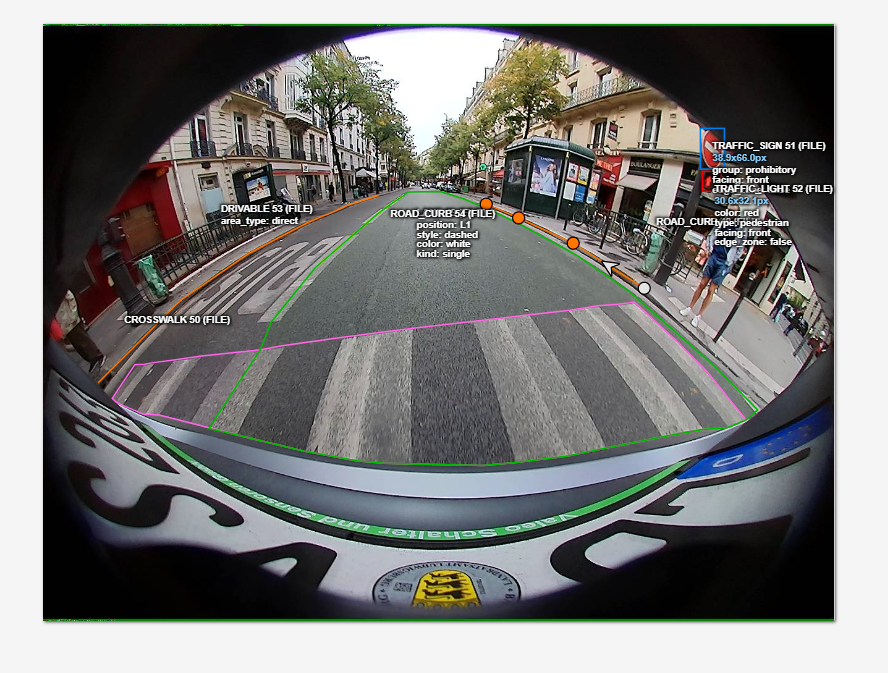 TRAFFIC_SIGN 51 (FILE)
38.9x66.0px
group: prohibitory
facing: front
TRAFFIC_LIGHT 52 (FILE)
30.6x32.1px
color: red
type: pedestrian
facing: front
edge_zone: false
ROAD_CURB
DRIVABLE 53 (FILE)
area_type: direct
ROAD_CURB 54 (FILE)
position: L1
style: dashed
color: white
kind: single
CROSSWALK 50 (FILE)
BOULANGER
Valeo Schalter und Sensoren
LANDRATSAMT